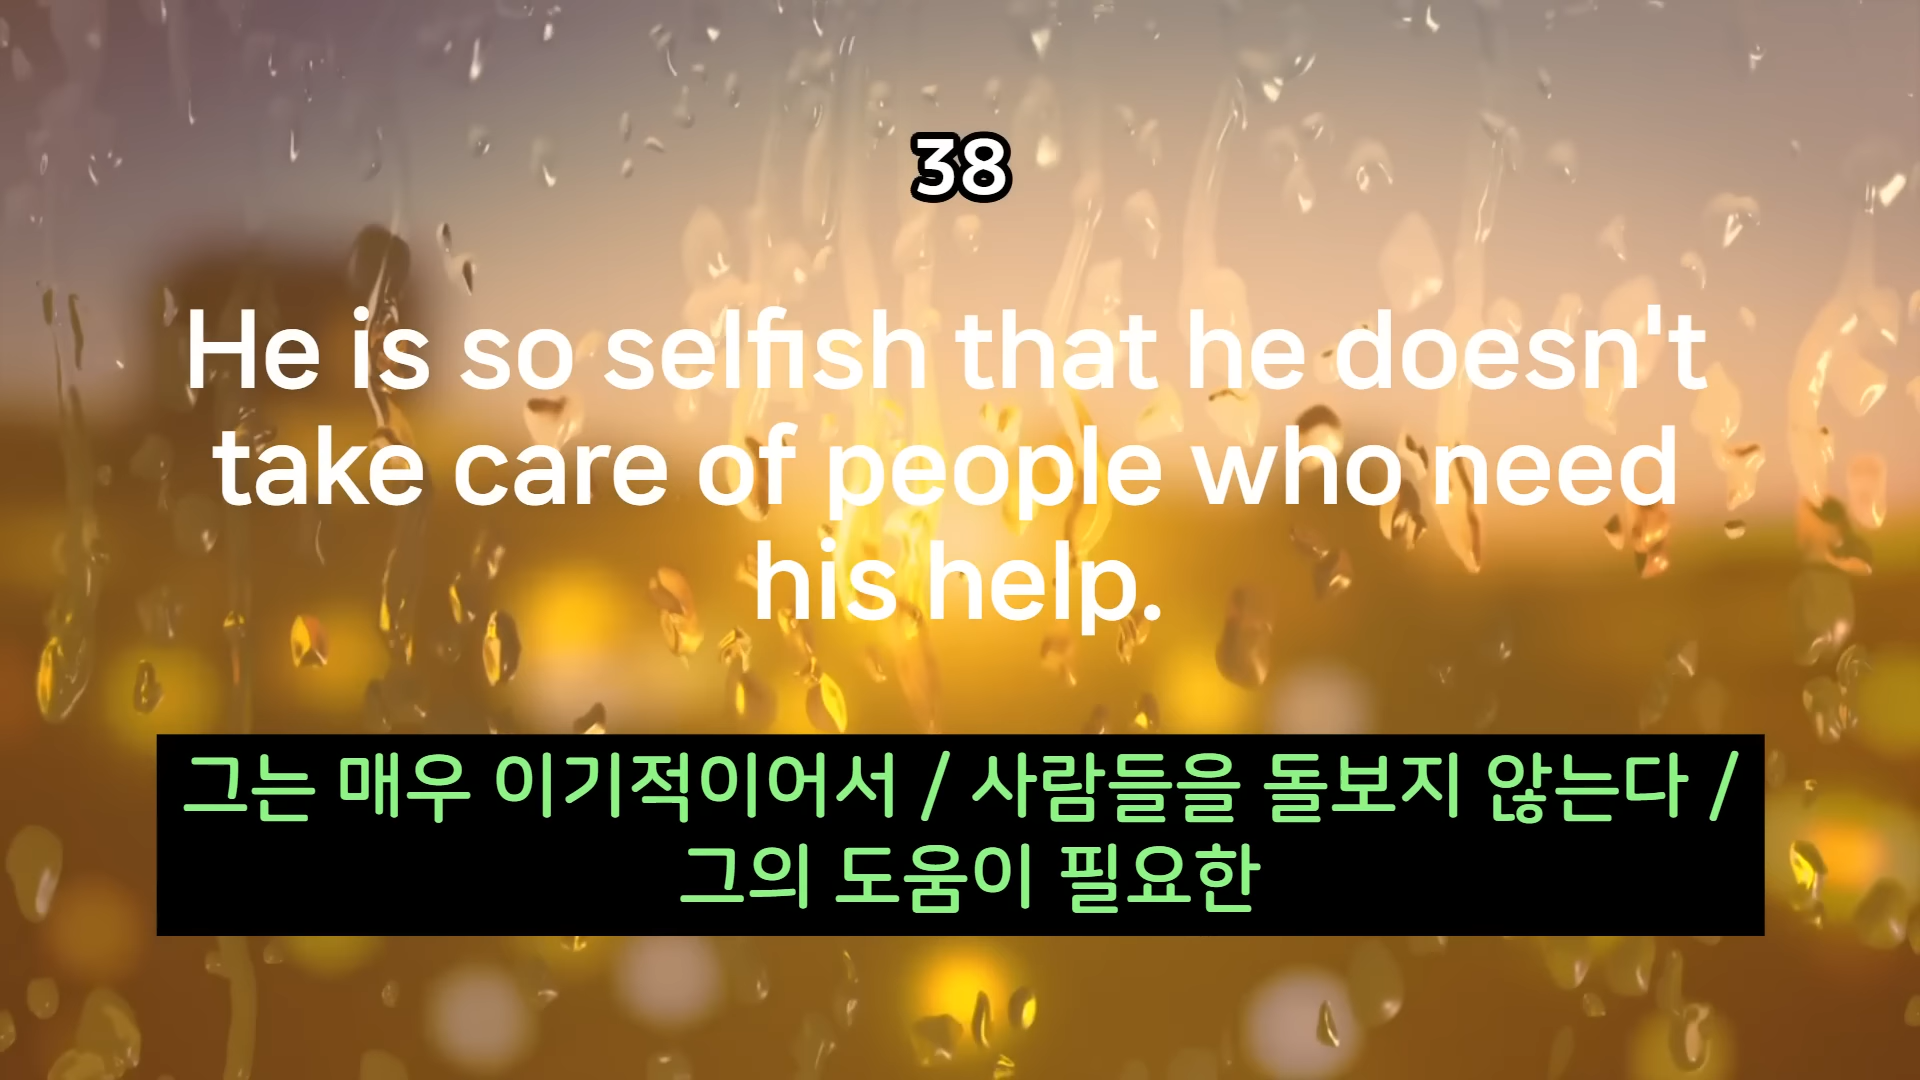 38
He is so selfish that he doesn't
take care of people who need
his help.
그는 매우 이기적이어서 / 사람들을 돌보지 않는다 /
그의 도움이 필요한